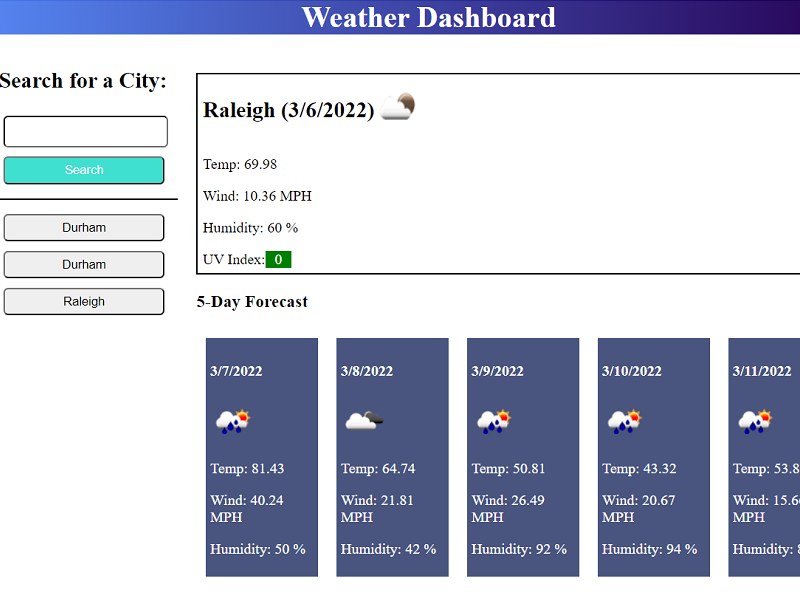 Weather Dashboard
Search for a City:
Search
Durham
Durham
Raleigh
Raleigh (3/6/2022)
Temp: 69.98
Wind: 10.36 MPH
Humidity: 60 %
UV Index: 0
5-Day Forecast
3/7/2022
Temp: 81.43
Wind: 40.24
MPH
Humidity: 50 %
3/8/2022
Temp: 64.74
Wind: 21.81
MPH
Humidity: 42 %
3/9/2022
Temp: 50.81
Wind: 26.49
MPH
Humidity: 92 %
3/10/2022
Temp: 43.32
Wind: 20.67
MPH
Humidity: 94 %
3/11/2022
Temp: 53.8
Wind: 15.6
MPH
Humidity: